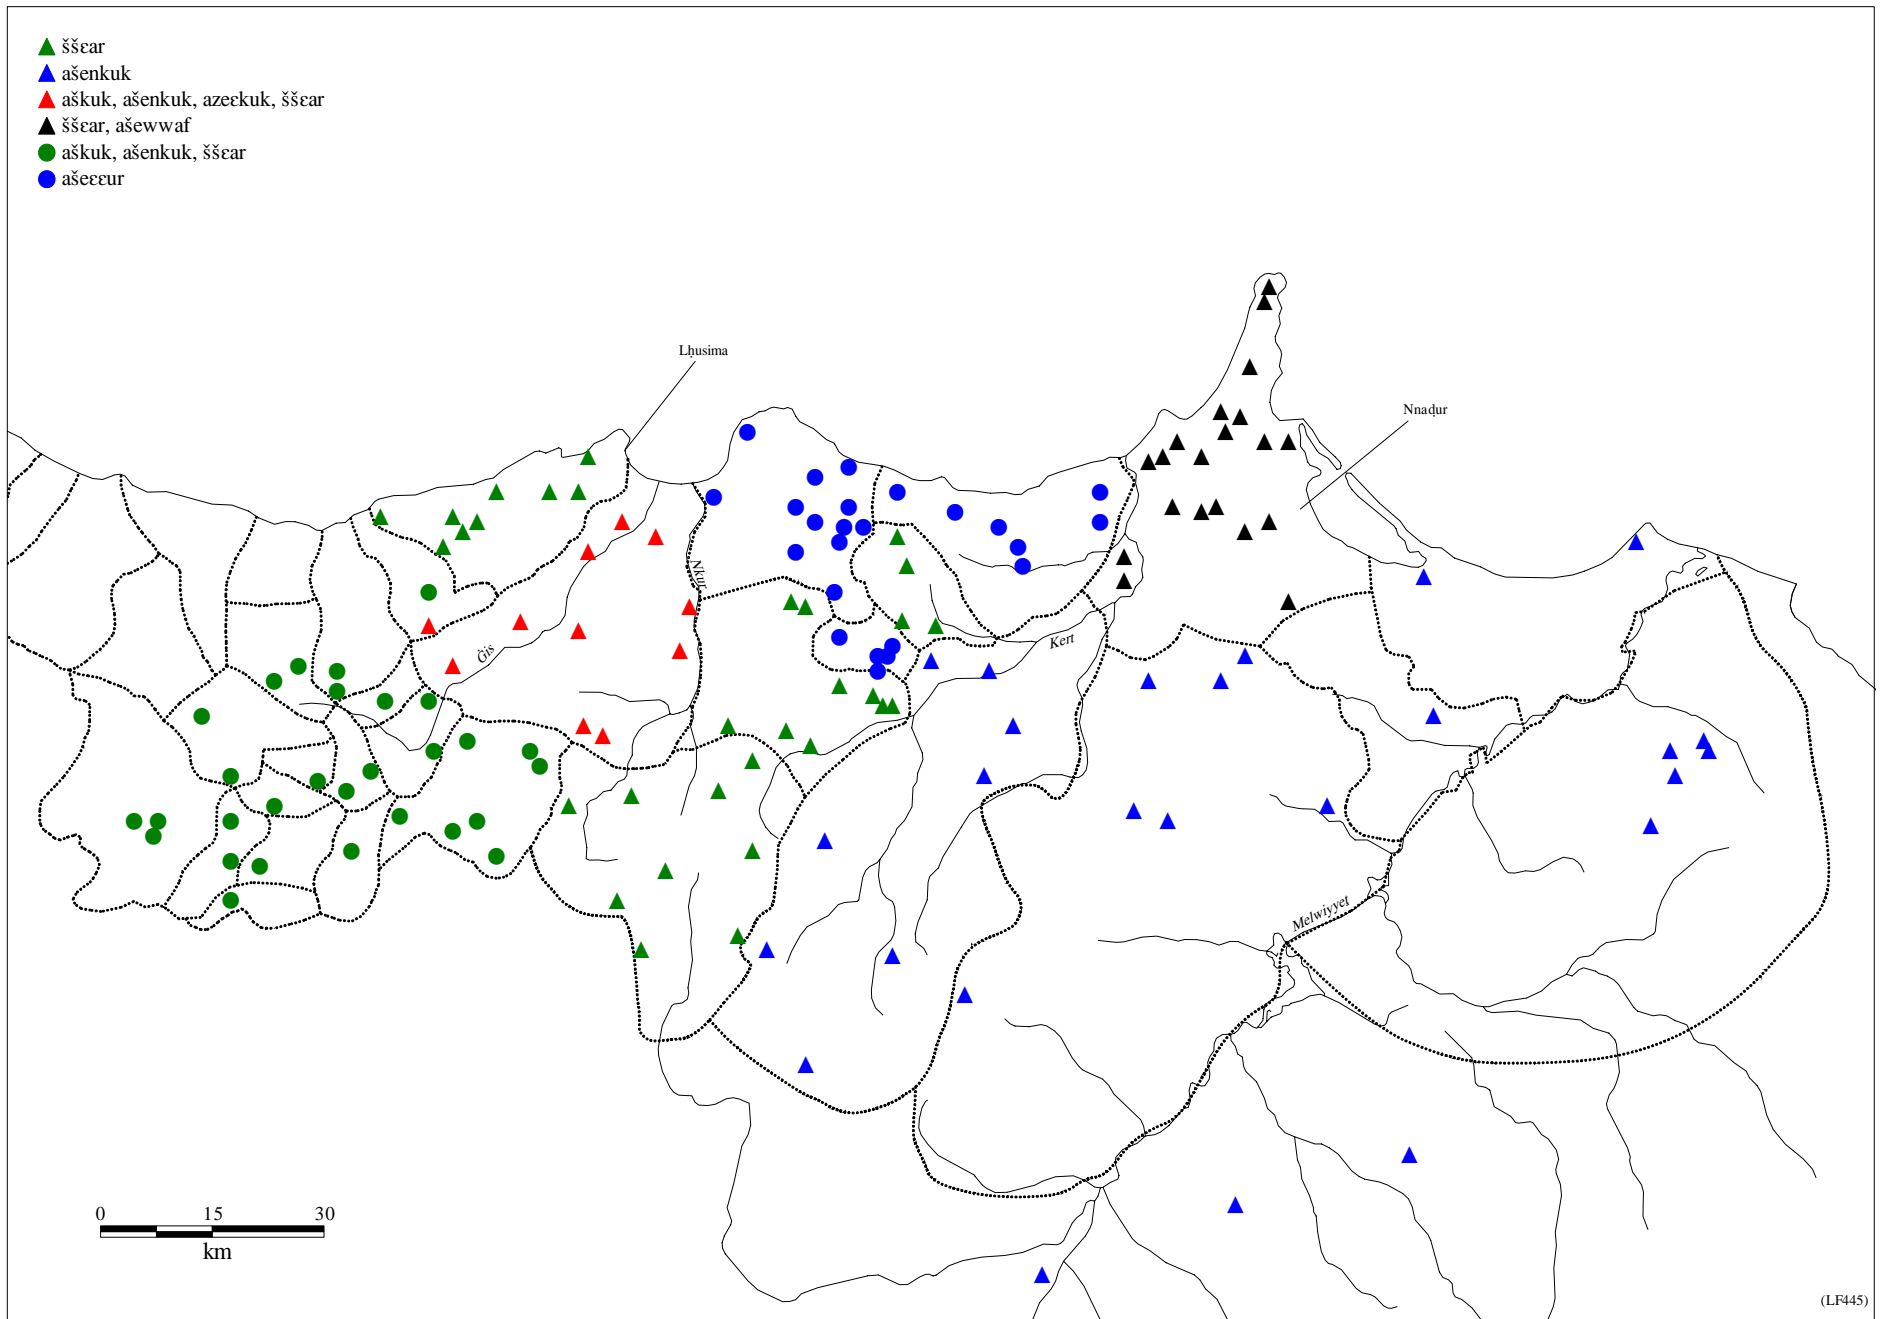 ššɛar
ašenkuk
aškuk, ašenkuk, azeɛkuk, ššɛar
ššɛar, ašewwaf
aškuk, ašenkuk, ššɛar
ašeɛɛur
Lḥusima
Nnaḍur
Nkur
Ġis
Kert
Melwiyyet
0 15 30
km
(LF445)